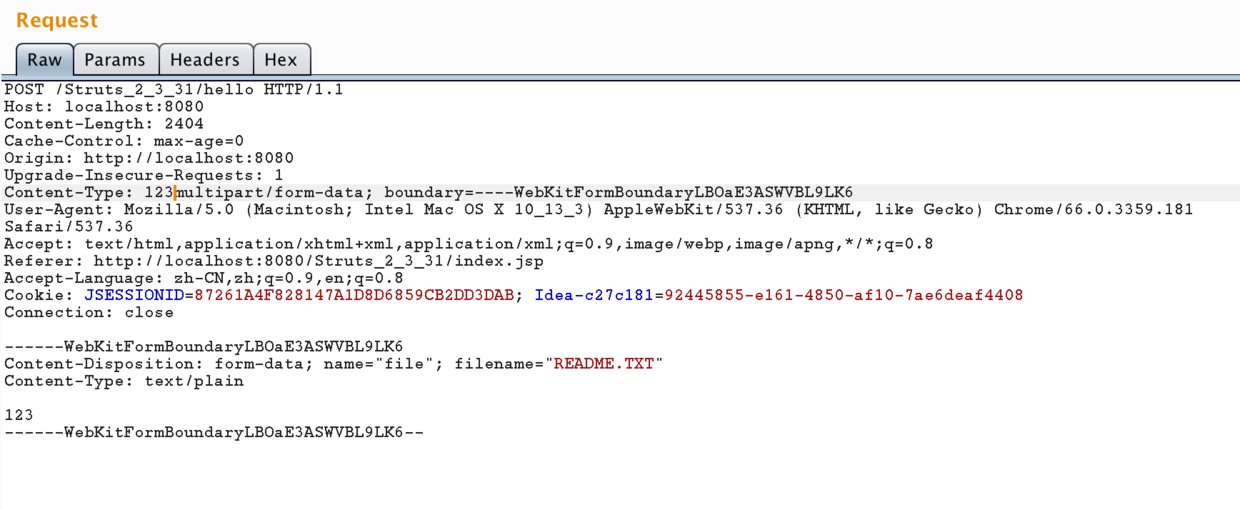 Request
Raw Params Headers Hex
POST /Struts_2_3_31/hello HTTP/1.1
Host: localhost:8080
Content-Length: 2404
Cache-Control: max-age=0
Origin: http://localhost:8080
Upgrade-Insecure-Requests: 1
Content-Type: 123multipart/form-data; boundary=----WebKitFormBoundaryLBOaE3ASWVBL9LK6
User-Agent: Mozilla/5.0 (Macintosh; Intel Mac OS X 10_13_3) AppleWebKit/537.36 (KHTML, like Gecko) Chrome/66.0.3359.181
Safari/537.36
Accept: text/html,application/xhtml+xml,application/xml;q=0.9,image/webp,image/apng,*/*;q=0.8
Referer: http://localhost:8080/Struts_2_3_31/index.jsp
Accept-Language: zh-CN,zh;q=0.9,en;q=0.8
Cookie: JSESSIONID=87261A4F828147A1D8D6859CB2DD3DAB; Idea-c27c181=92445855-e161-4850-af10-7ae6deaf4408
Connection: close
------WebKitFormBoundaryLBOaE3ASWVBL9LK6
Content-Disposition: form-data; name="file"; filename="README.TXT"
Content-Type: text/plain
123
------WebKitFormBoundaryLBOaE3ASWVBL9LK6--